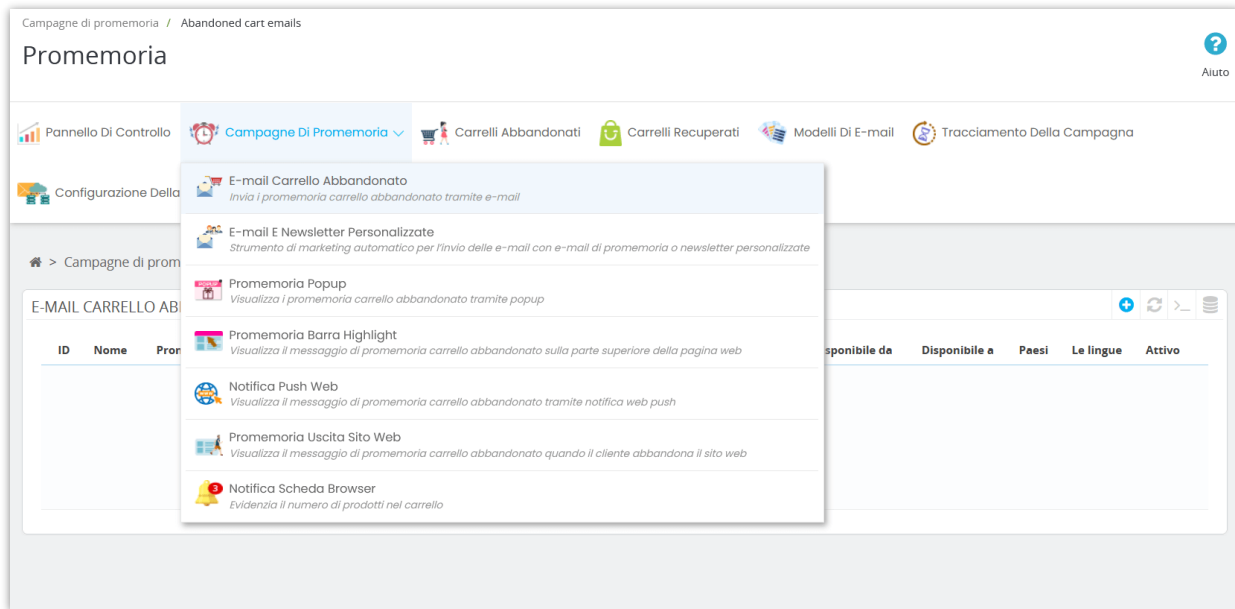 Campagne di promemoria / Abandoned cart emails
Promemoria
Aiuto
Pannello Di Controllo Campagne Di Promemoria Carrelli Abbandonati Carrelli Recuperati Modelli Di E-mail Tracciamento Della Campagna
Configurazione Della
E-mail Carrello Abbandonato
Invia i promemoria carrello abbandonato tramite e-mail
E-mail E Newsletter Personalizzate
Strumento di marketing automatico per l'invio delle e-mail con e-mail di promemoria o newsletter personalizzate
> Campagne di prom
Promemoria Popup
POPUP
Visualizza i promemoria carrello abbandonato tramite popup
E-MAIL CARRELLO AB
Promemoria Barra Highlight
Visualizza il messaggio di promemoria carrello abbandonato sulla parte superiore della pagina web
ID Nome Pron sponibile da Disponibile a Paesi Le lingue Attivo
Notifica Push Web
Visualizza il messaggio di promemoria carrello abbandonato tramite notifica web push
Promemoria Uscita Sito Web
Visualizza il messaggio di promemoria carrello abbandonato quando il cliente abbandona il sito web
3
Notifica Scheda Browser
Evidenzia il numero di prodotti nel carrello